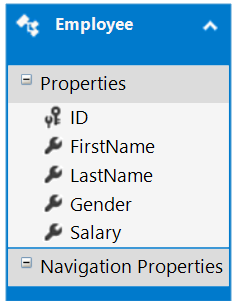 Employee
Properties
ID
FirstName
LastName
Gender
Salary
Navigation Properties